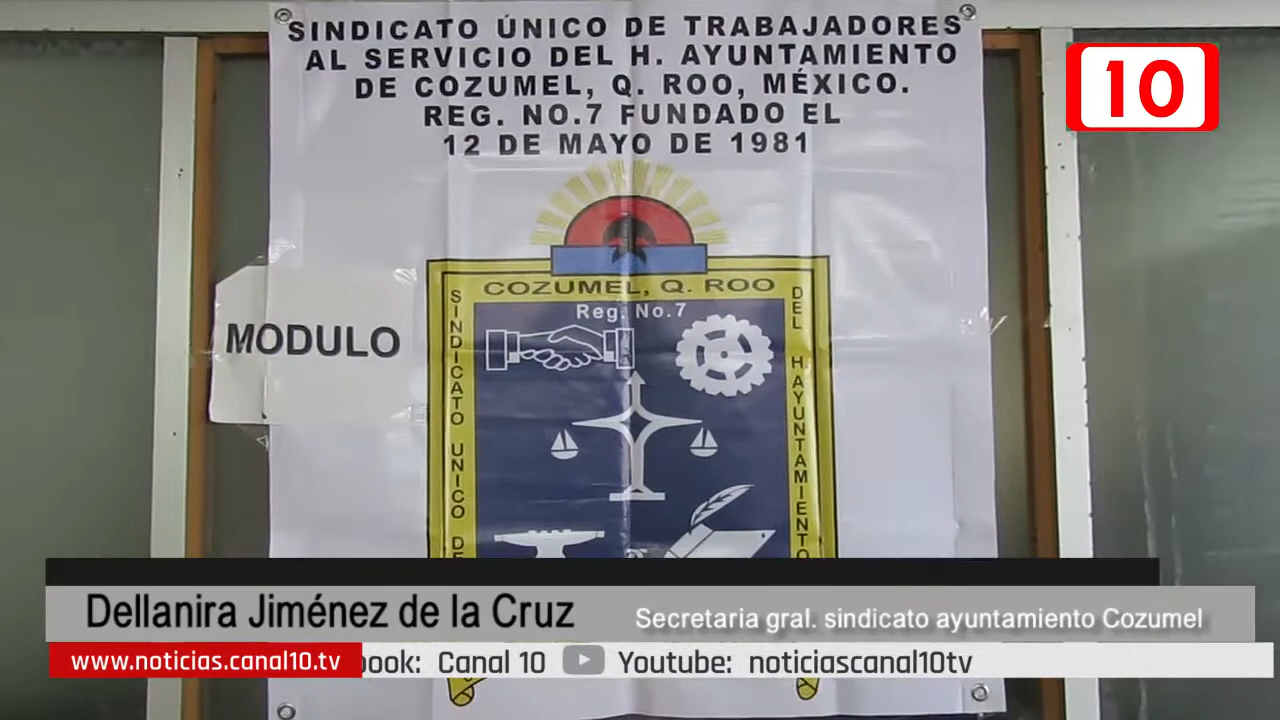 SINDICATO ÚNICO DE TRABAJADORES
AL SERVICIO DEL H. AYUNTAMIENTO
DE COZUMEL, Q. ROO, MÉXICO.
REG. NO.7 FUNDADO EL
12 DE MAYO DE 1981
10
COZUMEL, Q. ROO
Reg. No.7
SINDICATO UNICO DE
DEL H. AYUNTAMIENTO
MODULO
Dellanira Jiménez de la Cruz
Secretaria gral. sindicato ayuntamiento Cozumel
www.noticias.canal10.tv
book: Canal 10 Youtube: noticiascanal10tv